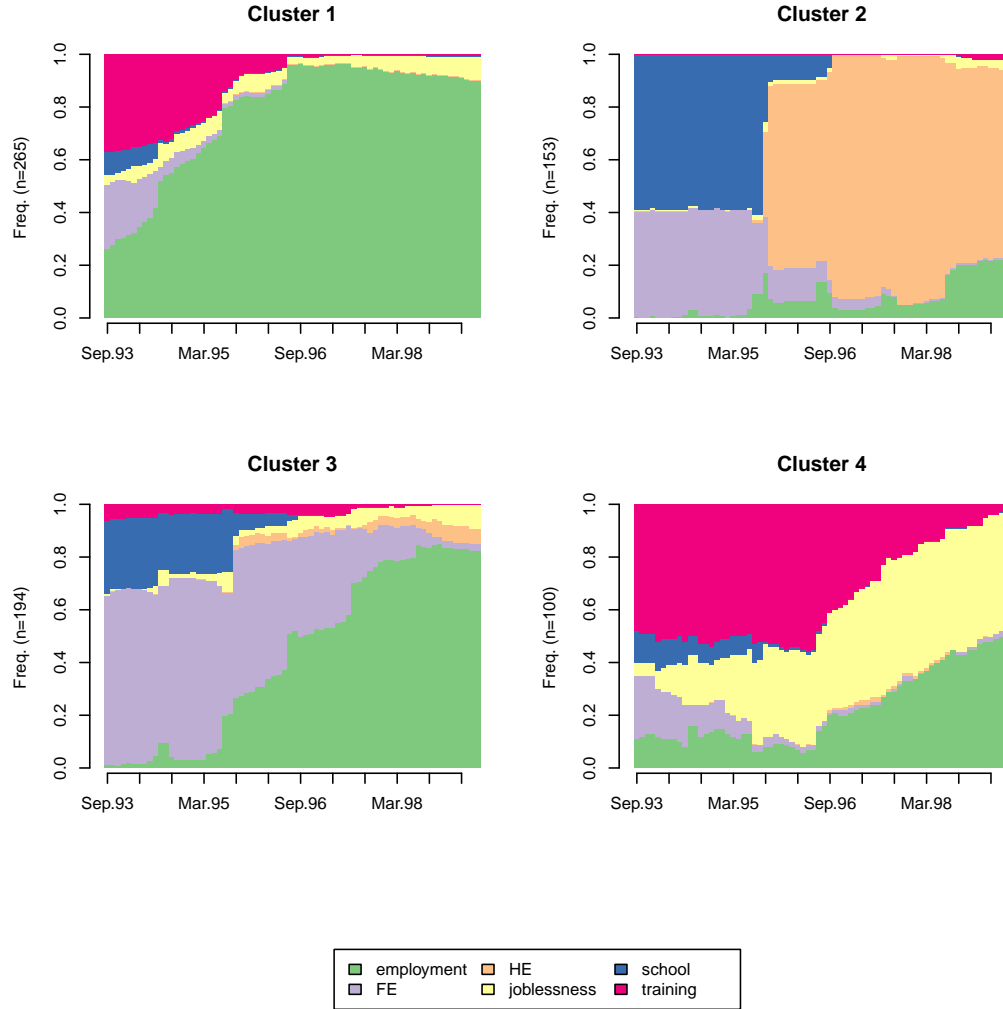 Cluster 1
Cluster 2
Freq. (n=265)
0.0 0.2 0.4 0.6 0.8 1.0
Sep.93 Mar.95 Sep.96 Mar.98
Freq. (n=153)
0.0 0.2 0.4 0.6 0.8 1.0
Sep.93 Mar.95 Sep.96 Mar.98
Cluster 3
Cluster 4
Freq. (n=194)
0.0 0.2 0.4 0.6 0.8 1.0
Sep.93 Mar.95 Sep.96 Mar.98
Freq. (n=100)
0.0 0.2 0.4 0.6 0.8 1.0
Sep.93 Mar.95 Sep.96 Mar.98
employment HE school
FE joblessness training